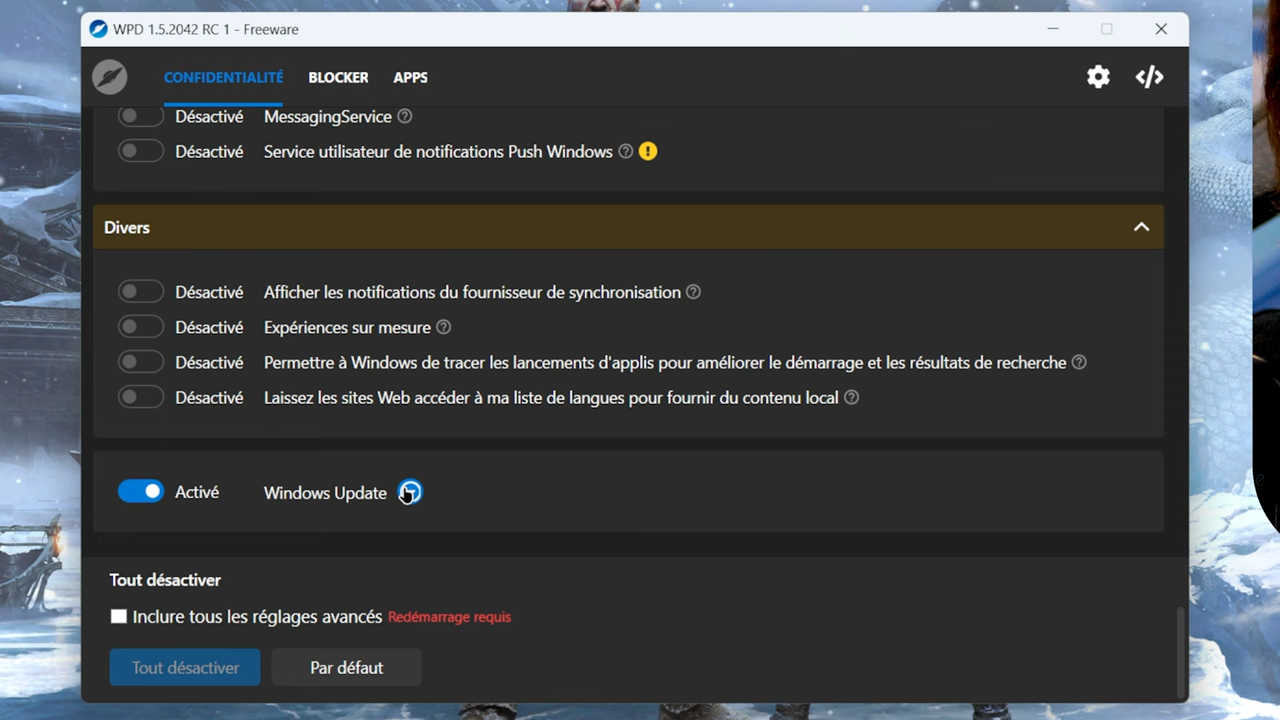 WPD 1.5.2042 RC 1 - Freeware
CONFIDENTIALITÉ BLOCKER APPS
Désactivé MessagingService
Désactivé Service utilisateur de notifications Push Windows
Divers
Désactivé Afficher les notifications du fournisseur de synchronisation
Désactivé Expériences sur mesure
Désactivé Permettre à Windows de tracer les lancements d'applis pour améliorer le démarrage et les résultats de recherche
Désactivé Laissez les sites Web accéder à ma liste de langues pour fournir du contenu local
Activé Windows Update
Tout désactiver
Inclure tous les réglages avancés Redémarrage requis
Tout désactiver Par défaut